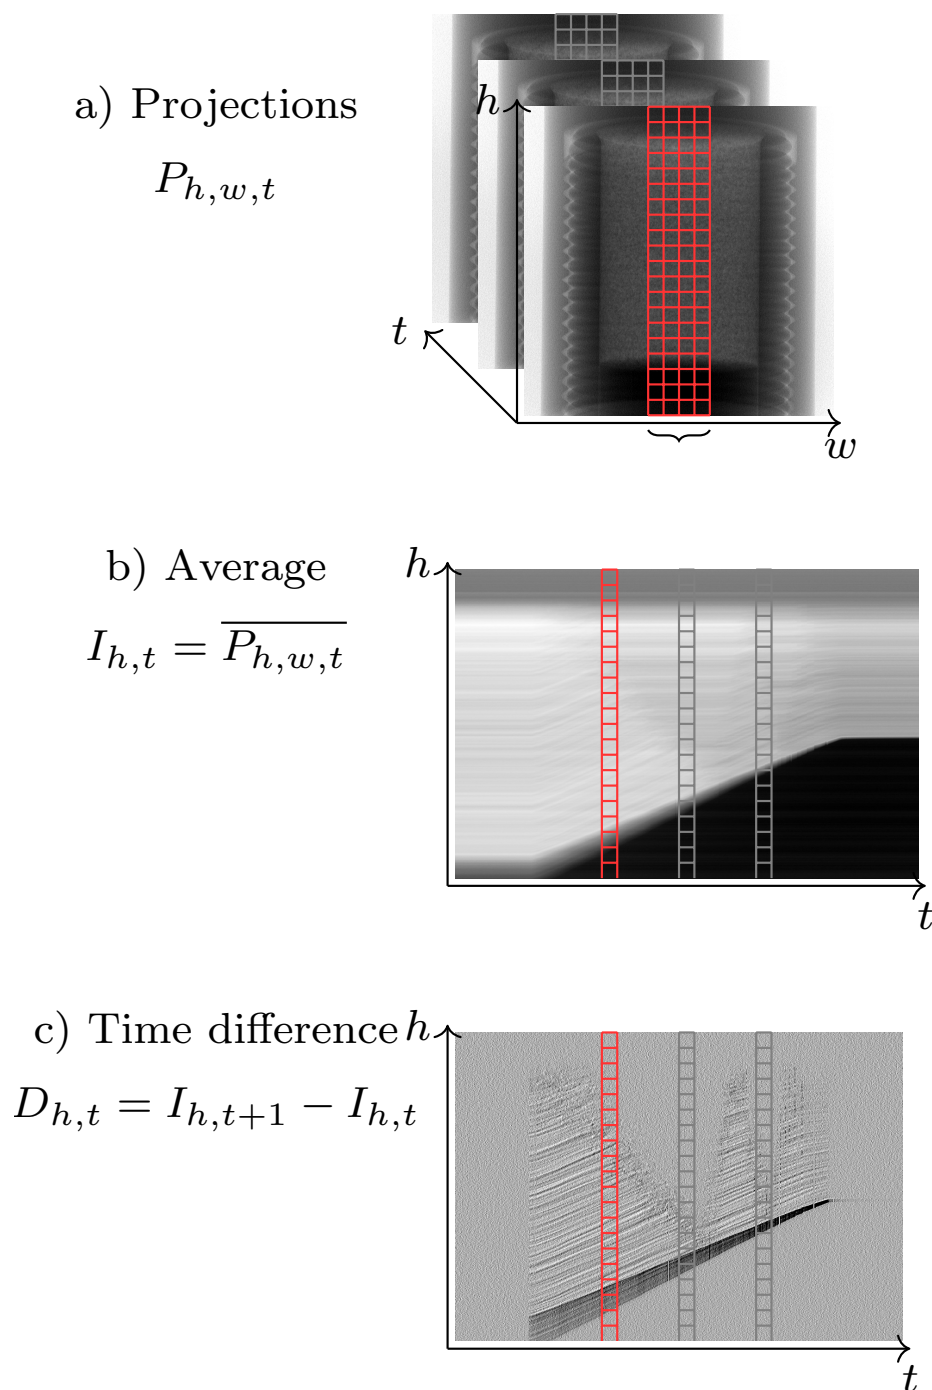 a) Projections
P_{h,w,t}
h
t
w
b) Average
I_{h,t} = \overline{P_{h,w,t}}
h
t
c) Time difference
D_{h,t} = I_{h,t+1} − I_{h,t}
h
t